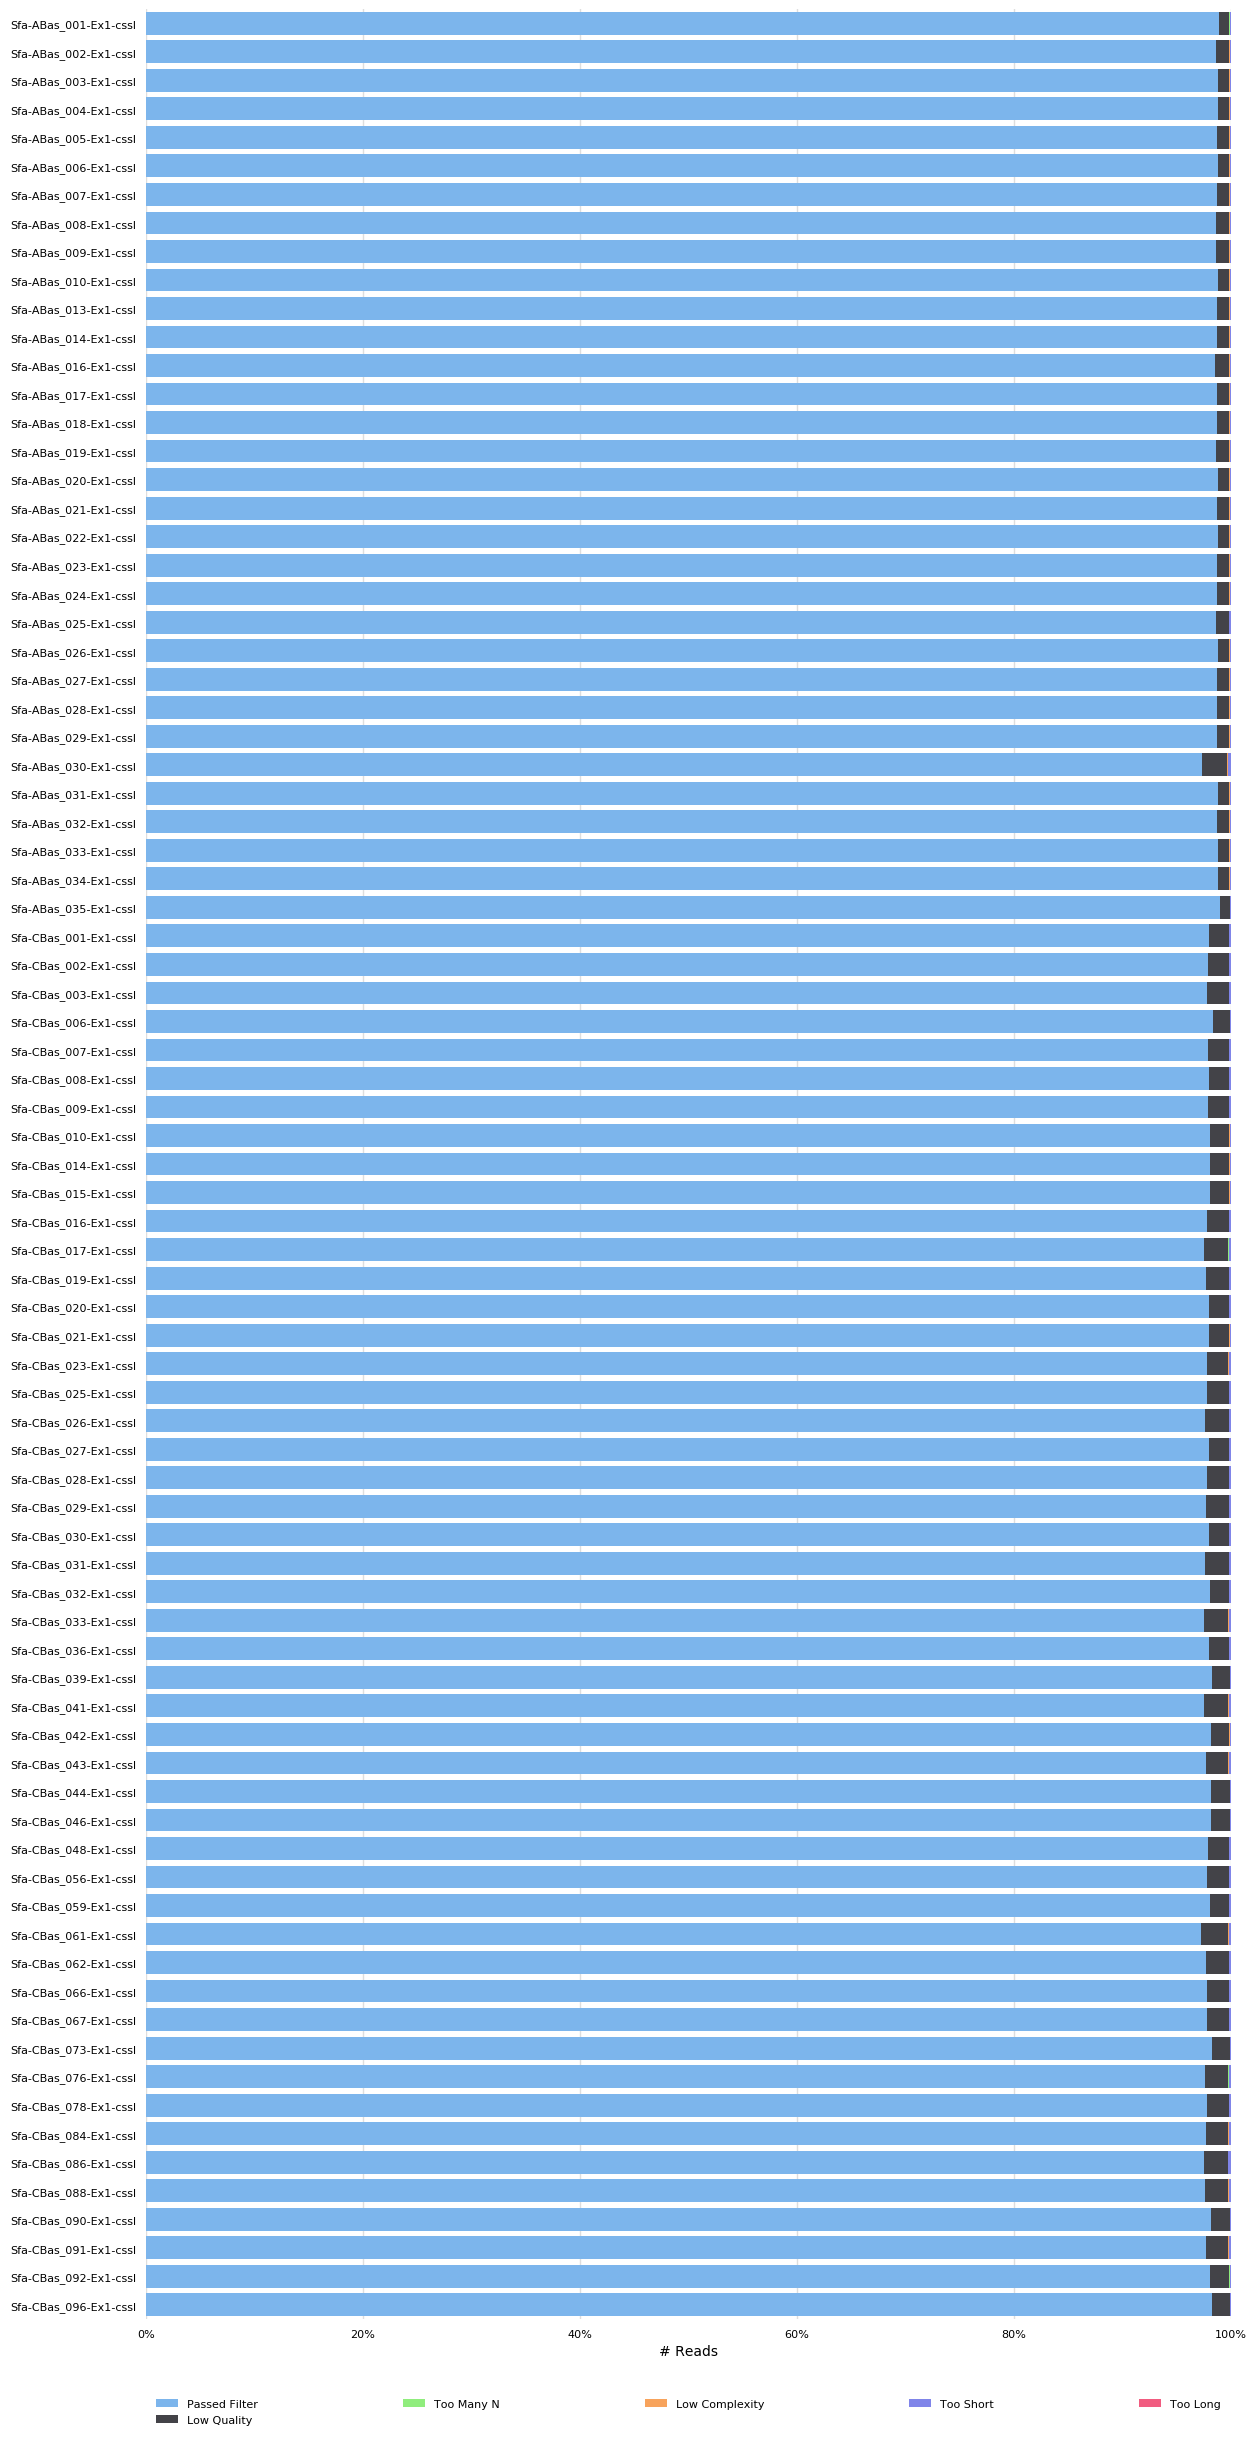 Sfa-ABas_001-Ex1-cssl
Sfa-ABas_002-Ex1-cssl
Sfa-ABas_003-Ex1-cssl
Sfa-ABas_004-Ex1-cssl
Sfa-ABas_005-Ex1-cssl
Sfa-ABas_006-Ex1-cssl
Sfa-ABas_007-Ex1-cssl
Sfa-ABas_008-Ex1-cssl
Sfa-ABas_009-Ex1-cssl
Sfa-ABas_010-Ex1-cssl
Sfa-ABas_013-Ex1-cssl
Sfa-ABas_014-Ex1-cssl
Sfa-ABas_016-Ex1-cssl
Sfa-ABas_017-Ex1-cssl
Sfa-ABas_018-Ex1-cssl
Sfa-ABas_019-Ex1-cssl
Sfa-ABas_020-Ex1-cssl
Sfa-ABas_021-Ex1-cssl
Sfa-ABas_022-Ex1-cssl
Sfa-ABas_023-Ex1-cssl
Sfa-ABas_024-Ex1-cssl
Sfa-ABas_025-Ex1-cssl
Sfa-ABas_026-Ex1-cssl
Sfa-ABas_027-Ex1-cssl
Sfa-ABas_028-Ex1-cssl
Sfa-ABas_029-Ex1-cssl
Sfa-ABas_030-Ex1-cssl
Sfa-ABas_031-Ex1-cssl
Sfa-ABas_032-Ex1-cssl
Sfa-ABas_033-Ex1-cssl
Sfa-ABas_034-Ex1-cssl
Sfa-ABas_035-Ex1-cssl
Sfa-CBas_001-Ex1-cssl
Sfa-CBas_002-Ex1-cssl
Sfa-CBas_003-Ex1-cssl
Sfa-CBas_006-Ex1-cssl
Sfa-CBas_007-Ex1-cssl
Sfa-CBas_008-Ex1-cssl
Sfa-CBas_009-Ex1-cssl
Sfa-CBas_010-Ex1-cssl
Sfa-CBas_014-Ex1-cssl
Sfa-CBas_015-Ex1-cssl
Sfa-CBas_016-Ex1-cssl
Sfa-CBas_017-Ex1-cssl
Sfa-CBas_019-Ex1-cssl
Sfa-CBas_020-Ex1-cssl
Sfa-CBas_021-Ex1-cssl
Sfa-CBas_023-Ex1-cssl
Sfa-CBas_025-Ex1-cssl
Sfa-CBas_026-Ex1-cssl
Sfa-CBas_027-Ex1-cssl
Sfa-CBas_028-Ex1-cssl
Sfa-CBas_029-Ex1-cssl
Sfa-CBas_030-Ex1-cssl
Sfa-CBas_031-Ex1-cssl
Sfa-CBas_032-Ex1-cssl
Sfa-CBas_033-Ex1-cssl
Sfa-CBas_036-Ex1-cssl
Sfa-CBas_039-Ex1-cssl
Sfa-CBas_041-Ex1-cssl
Sfa-CBas_042-Ex1-cssl
Sfa-CBas_043-Ex1-cssl
Sfa-CBas_044-Ex1-cssl
Sfa-CBas_046-Ex1-cssl
Sfa-CBas_048-Ex1-cssl
Sfa-CBas_056-Ex1-cssl
Sfa-CBas_059-Ex1-cssl
Sfa-CBas_061-Ex1-cssl
Sfa-CBas_062-Ex1-cssl
Sfa-CBas_066-Ex1-cssl
Sfa-CBas_067-Ex1-cssl
Sfa-CBas_073-Ex1-cssl
Sfa-CBas_076-Ex1-cssl
Sfa-CBas_078-Ex1-cssl
Sfa-CBas_084-Ex1-cssl
Sfa-CBas_086-Ex1-cssl
Sfa-CBas_088-Ex1-cssl
Sfa-CBas_090-Ex1-cssl
Sfa-CBas_091-Ex1-cssl
Sfa-CBas_092-Ex1-cssl
Sfa-CBas_096-Ex1-cssl
0% 20% 40% 60% 80% 100%
# Reads
Passed Filter Too Many N Low Complexity Too Short Too Long
Low Quality